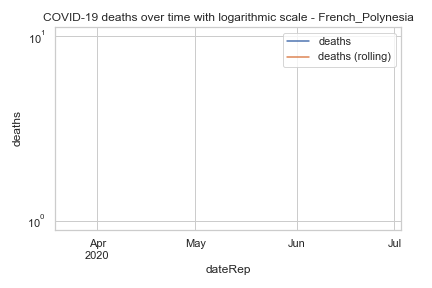 COVID-19 deaths over time with logarithmic scale - French_Polynesia
10¹
deaths
deaths (rolling)
deaths
10⁰
Apr May Jun Jul
2020
dateRep